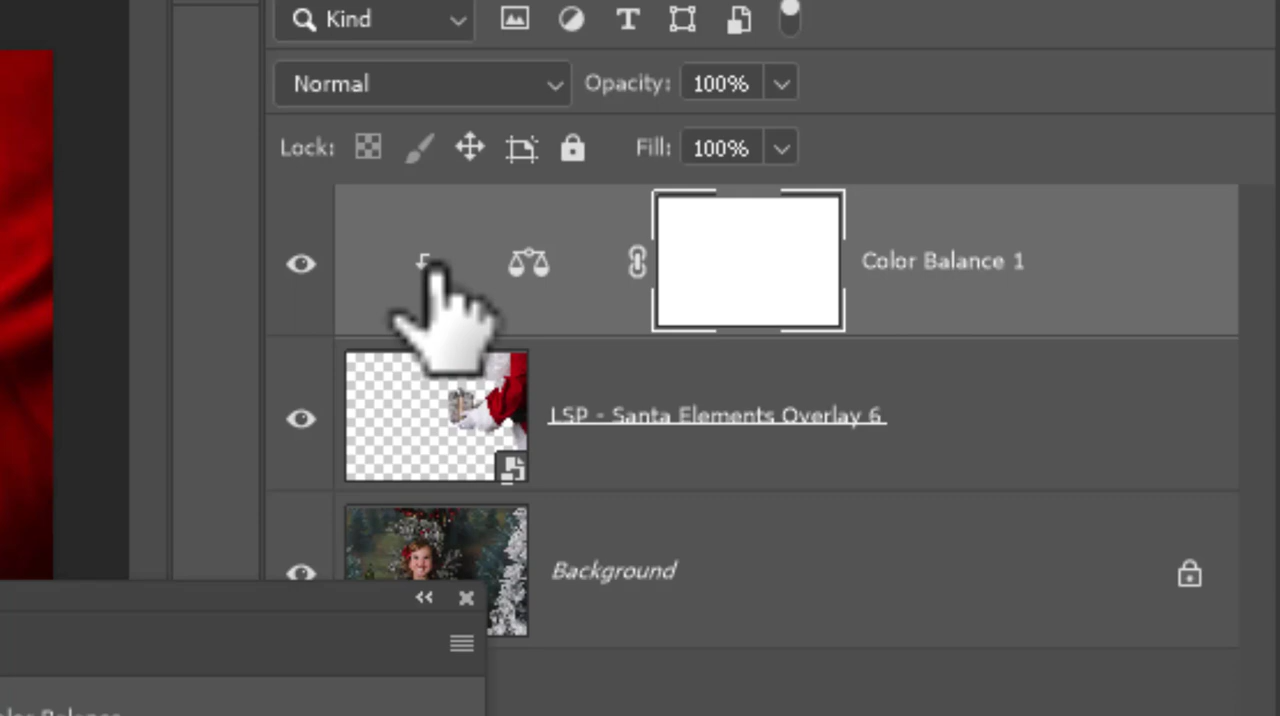 Kind
Normal Opacity: 100%
Lock: Fill: 100%
Color Balance 1
LSP - Santa Elements Overlay 6
Background